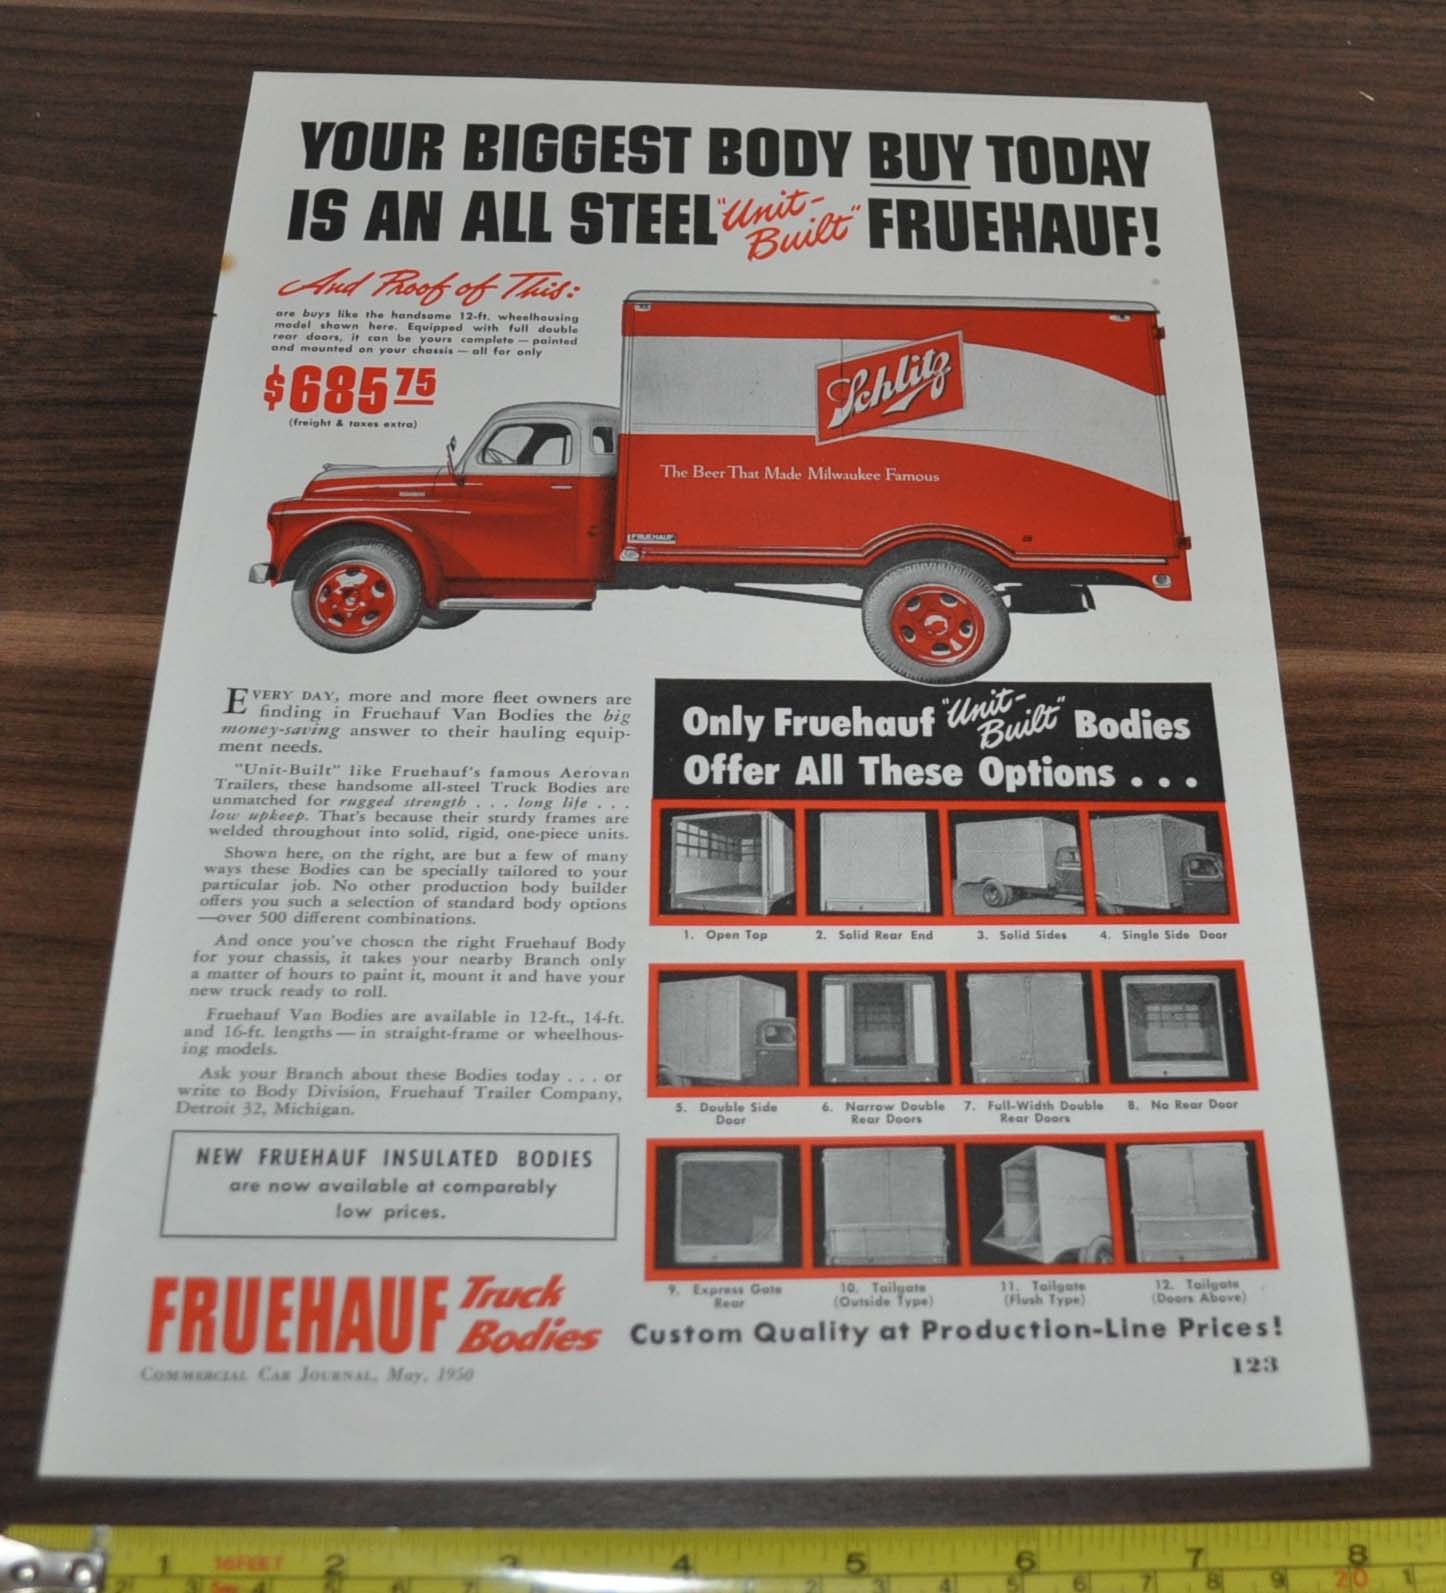 YOUR BIGGEST BODY BUY TODAY
IS AN ALL STEEL "Unit-Built" FRUEHAUF!
And Proof of This:
are buys like the handsome 12-ft. wheelhousing
model shown here. Equipped with full double
rear doors, it can be yours complete — painted
and mounted on your chassis — all for only
$685 75
(freight & taxes extra)
Schlitz
The Beer That Made Milwaukee Famous
FRUEHAUF
EVERY DAY, more and more fleet owners are
finding in Fruehauf Van Bodies the big
money-saving answer to their hauling equip-
ment needs.
"Unit-Built" like Fruehauf's famous Aerovan
Trailers, these handsome all-steel Truck Bodies are
unmatched for rugged strength . . . long life . . .
low upkeep. That's because their sturdy frames are
welded throughout into solid, rigid, one-piece units.
Shown here, on the right, are but a few of many
ways these Bodies can be specially tailored to your
particular job. No other production body builder
offers you such a selection of standard body options
—over 500 different combinations.
And once you've chosen the right Fruehauf Body
for your chassis, it takes your nearby Branch only
a matter of hours to paint it, mount it and have your
new truck ready to roll.
Fruehauf Van Bodies are available in 12-ft., 14-ft.
and 16-ft. lengths — in straight-frame or wheelhous-
ing models.
Ask your Branch about these Bodies today . . . or
write to Body Division, Fruehauf Trailer Company,
Detroit 32, Michigan.
NEW FRUEHAUF INSULATED BODIES
are now available at comparably
low prices.
FRUEHAUF Truck
Bodies
COMMERCIAL CAR JOURNAL, May, 1950
Only Fruehauf "Unit-Built" Bodies
Offer All These Options . . .
1. Open Top
2. Solid Rear End
3. Solid Sides
4. Single Side Door
5. Double Side
Door
6. Narrow Double
Rear Doors
7. Full-Width Double
Rear Doors
8. No Rear Door
9. Express Gate
Rear
10. Tailgate
(Outside Type)
11. Tailgate
(Flush Type)
12. Tailgate
(Doors Above)
Custom Quality at Production-Line Prices!
123
1 16FEET 2 3 4 5 6 7 8